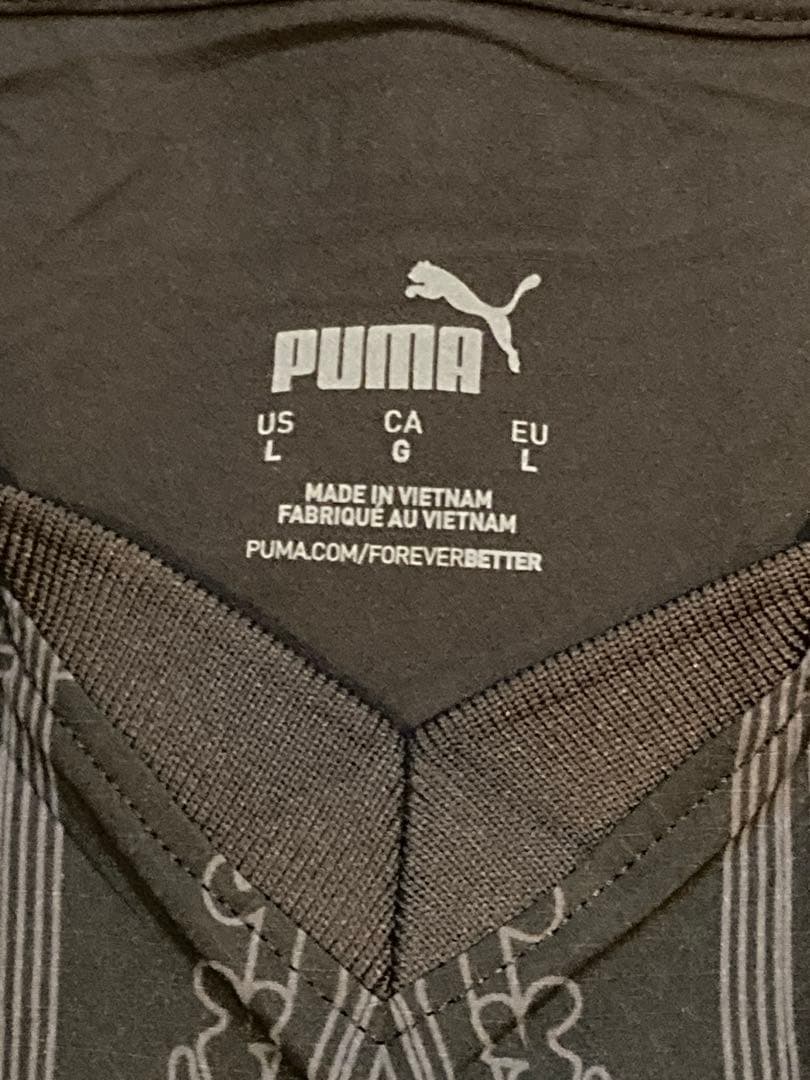 PUMA
US CA EU
L G L
MADE IN VIETNAM
FABRIQUÉ AU VIETNAM
PUMA.COM/FOREVERBETTER